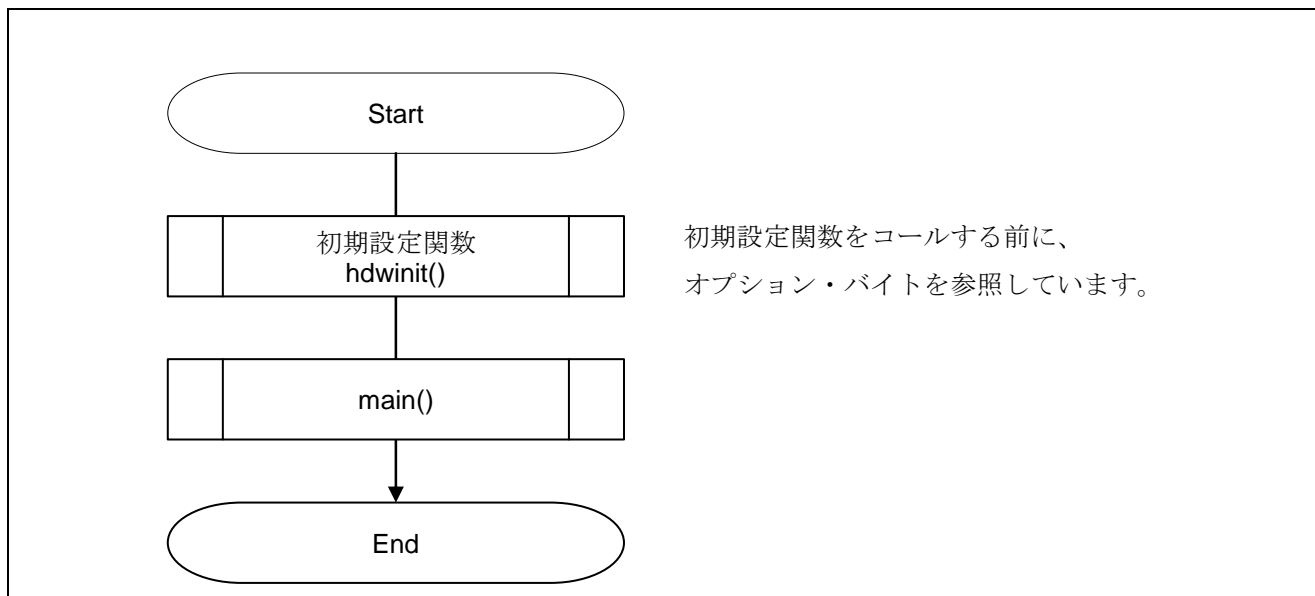 Start
初期設定関数
hdwinit()
初期設定関数をコールする前に、
オプション・バイトを参照しています。
main()
End